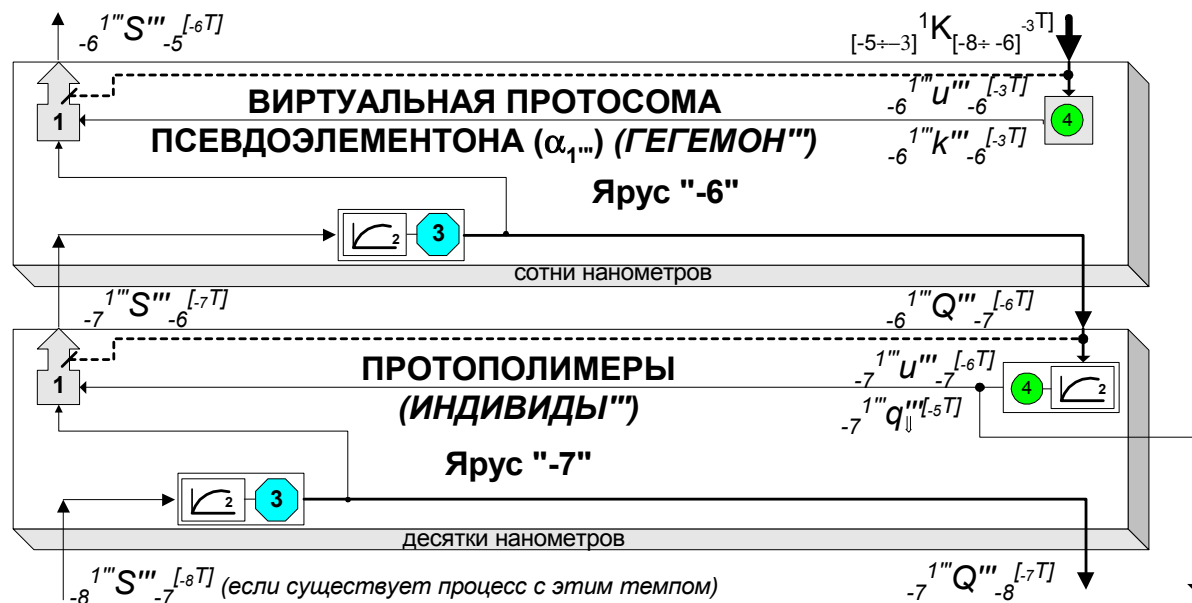 -6 1'''S'''-5 [-6T]
[-5÷–3] 1K[-8÷ -6] -3T]
ВИРТУАЛЬНАЯ ПРОТОСОМА
ПСЕВДОЭЛЕМЕНТОНА (α1''') (ГЕГЕМОН''')
Ярус "-6"
-6 1'''u'''-6 [-3T]
-6 1'''k'''-6 [-3T]
1
4
2
3
сотни нанометров
-7 1'''S'''-6 [-7T]
-6 1'''Q'''-7 [-6T]
ПРОТОПОЛИМЕРЫ
(ИНДИВИДЫ''')
Ярус "-7"
-7 1'''u'''-7 [-6T]
-7 1'''q'''⇓ [-5T]
1
4
2
2
3
десятки нанометров
-8 1'''S'''-7 [-8T] (если существует процесс с этим темпом)
-7 1'''Q'''-8 [-7T]